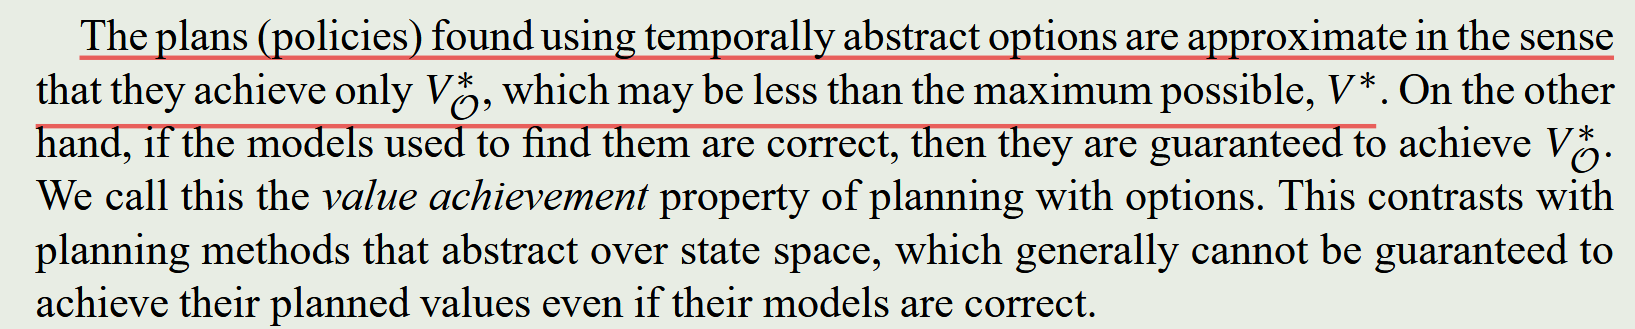 The plans (policies) found using temporally abstract options are approximate in the sense
that they achieve only V*_𝒪, which may be less than the maximum possible, V*. On the other
hand, if the models used to find them are correct, then they are guaranteed to achieve V*_𝒪.
We call this the value achievement property of planning with options. This contrasts with
planning methods that abstract over state space, which generally cannot be guaranteed to
achieve their planned values even if their models are correct.